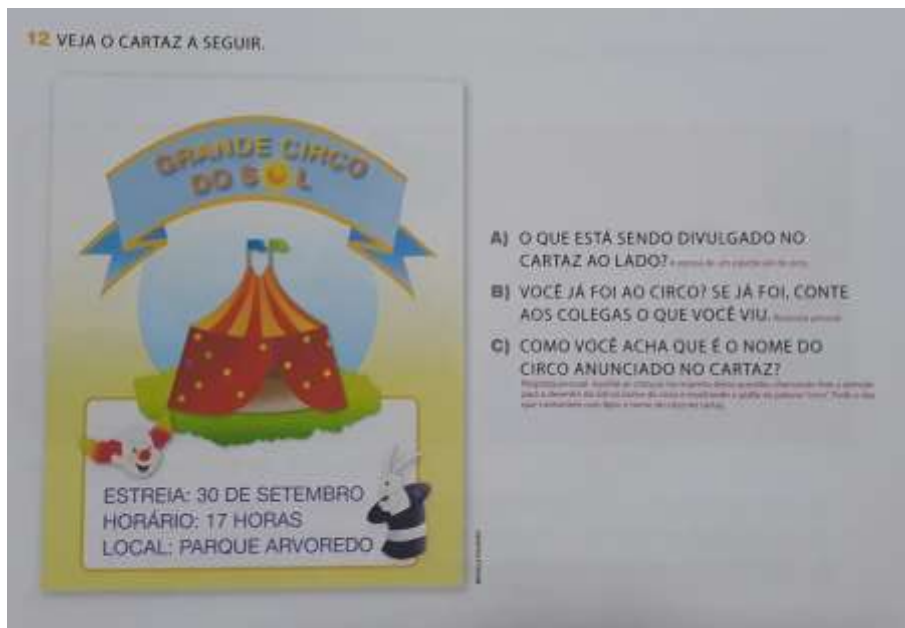 12 VEJA O CARTAZ A SEGUIR.
GRANDE CIRCO
DO SOL
ESTREIA: 30 DE SETEMBRO
HORÁRIO: 17 HORAS
LOCAL: PARQUE ARVOREDO
A) O QUE ESTÁ SENDO DIVULGADO NO
CARTAZ AO LADO?
B) VOCÊ JÁ FOI AO CIRCO? SE JÁ FOI, CONTE
AOS COLEGAS O QUE VOCÊ VIU. Resposta pessoal.
C) COMO VOCÊ ACHA QUE É O NOME DO
CIRCO ANUNCIADO NO CARTAZ?